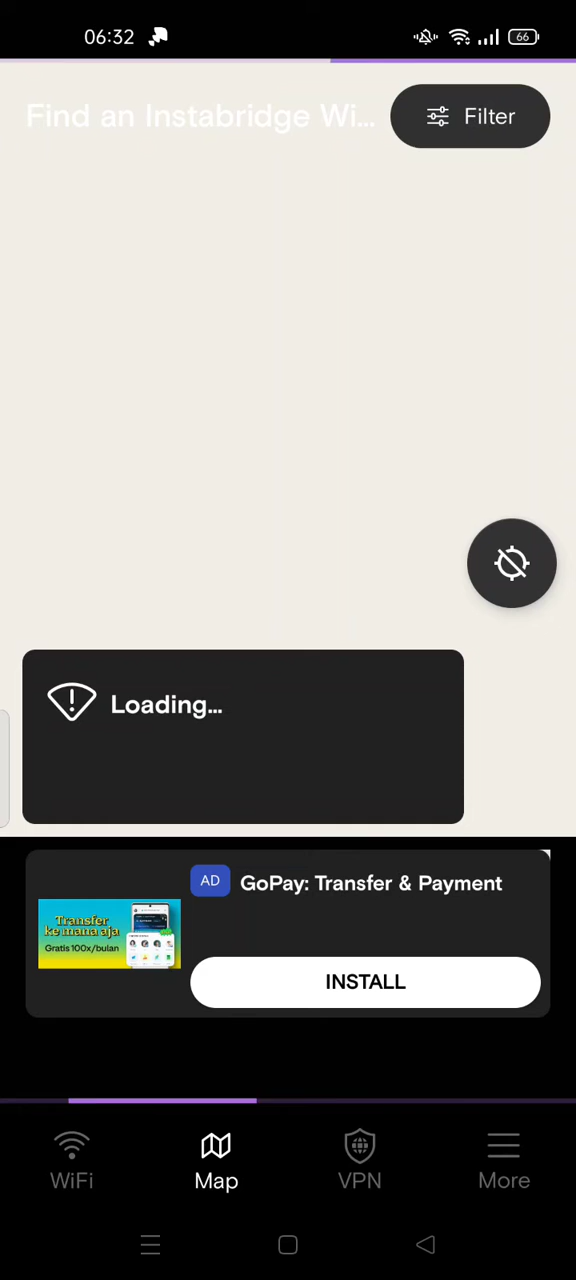 06:32
66
Find an Instabridge Wi...
Filter
Loading...
AD
GoPay: Transfer & Payment
Transfer
ke mana aja
Gratis 100x/bulan
INSTALL
WiFi
Map
VPN
More